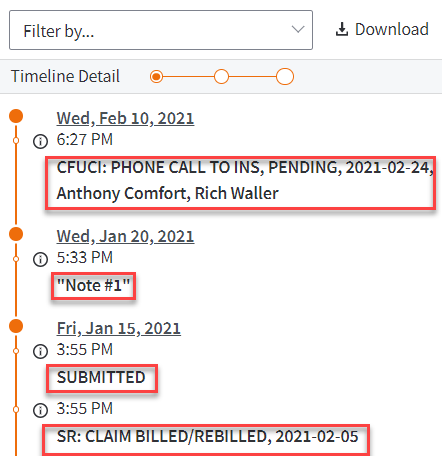 Filter by...
Download
Timeline Detail
Wed, Feb 10, 2021
6:27 PM
CFUCI: PHONE CALL TO INS, PENDING, 2021-02-24,
Anthony Comfort, Rich Waller
Wed, Jan 20, 2021
5:33 PM
"Note #1"
Fri, Jan 15, 2021
3:55 PM
SUBMITTED
3:55 PM
SR: CLAIM BILLED/REBILLED, 2021-02-05